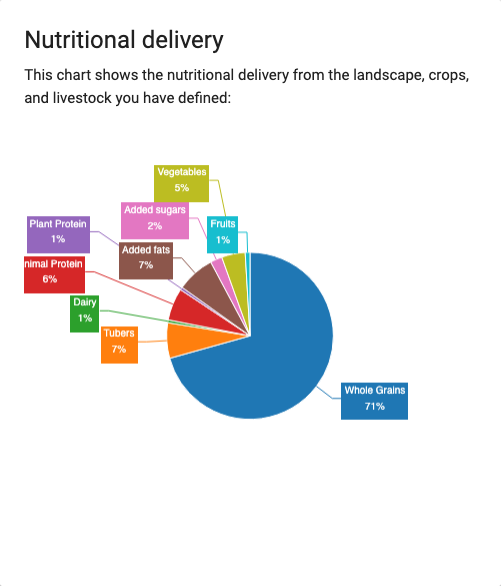 Nutritional delivery
This chart shows the nutritional delivery from the landscape, crops,
and livestock you have defined:
Vegetables
5%
Added sugars
2%
Plant Protein
1%
Fruits
1%
Added fats
7%
nimal Protein
6%
Dairy
1%
Tubers
7%
Whole Grains
71%